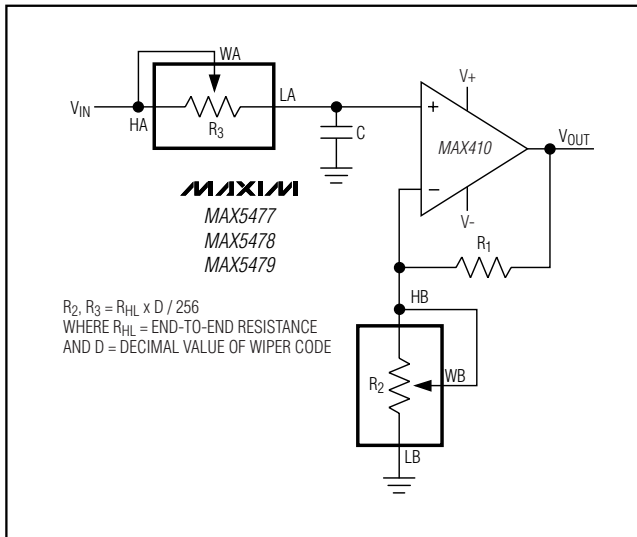 WA
V_IN
HA
R_3
LA
C
V+
+
MAX410
−
V-
V_OUT
MAXIM
MAX5477
MAX5478
MAX5479
R_1
R_2, R_3 = R_HL x D / 256
WHERE R_HL = END-TO-END RESISTANCE
AND D = DECIMAL VALUE OF WIPER CODE
HB
WB
R_2
LB